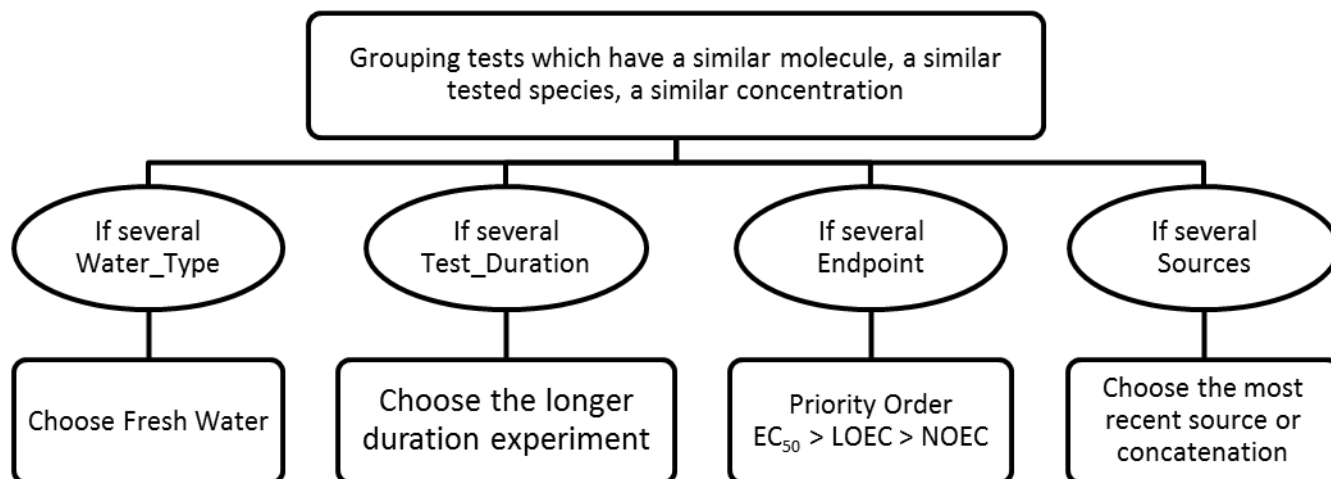 Grouping tests which have a similar molecule, a similar
tested species, a similar concentration
If several
Water_Type
If several
Test_Duration
If several
Endpoint
If several
Sources
Choose Fresh Water
Choose the longer
duration experiment
Priority Order
EC₅₀ > LOEC > NOEC
Choose the most
recent source or
concatenation